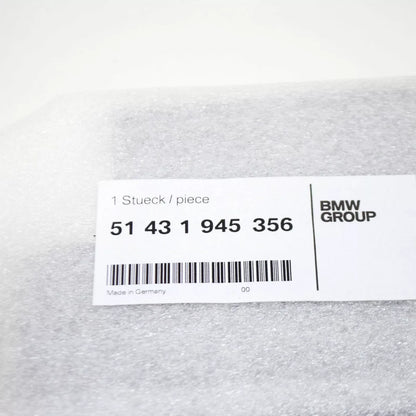 1 Stueck / piece
51 43 1 945 356
Made in Germany 00
BMW
GROUP